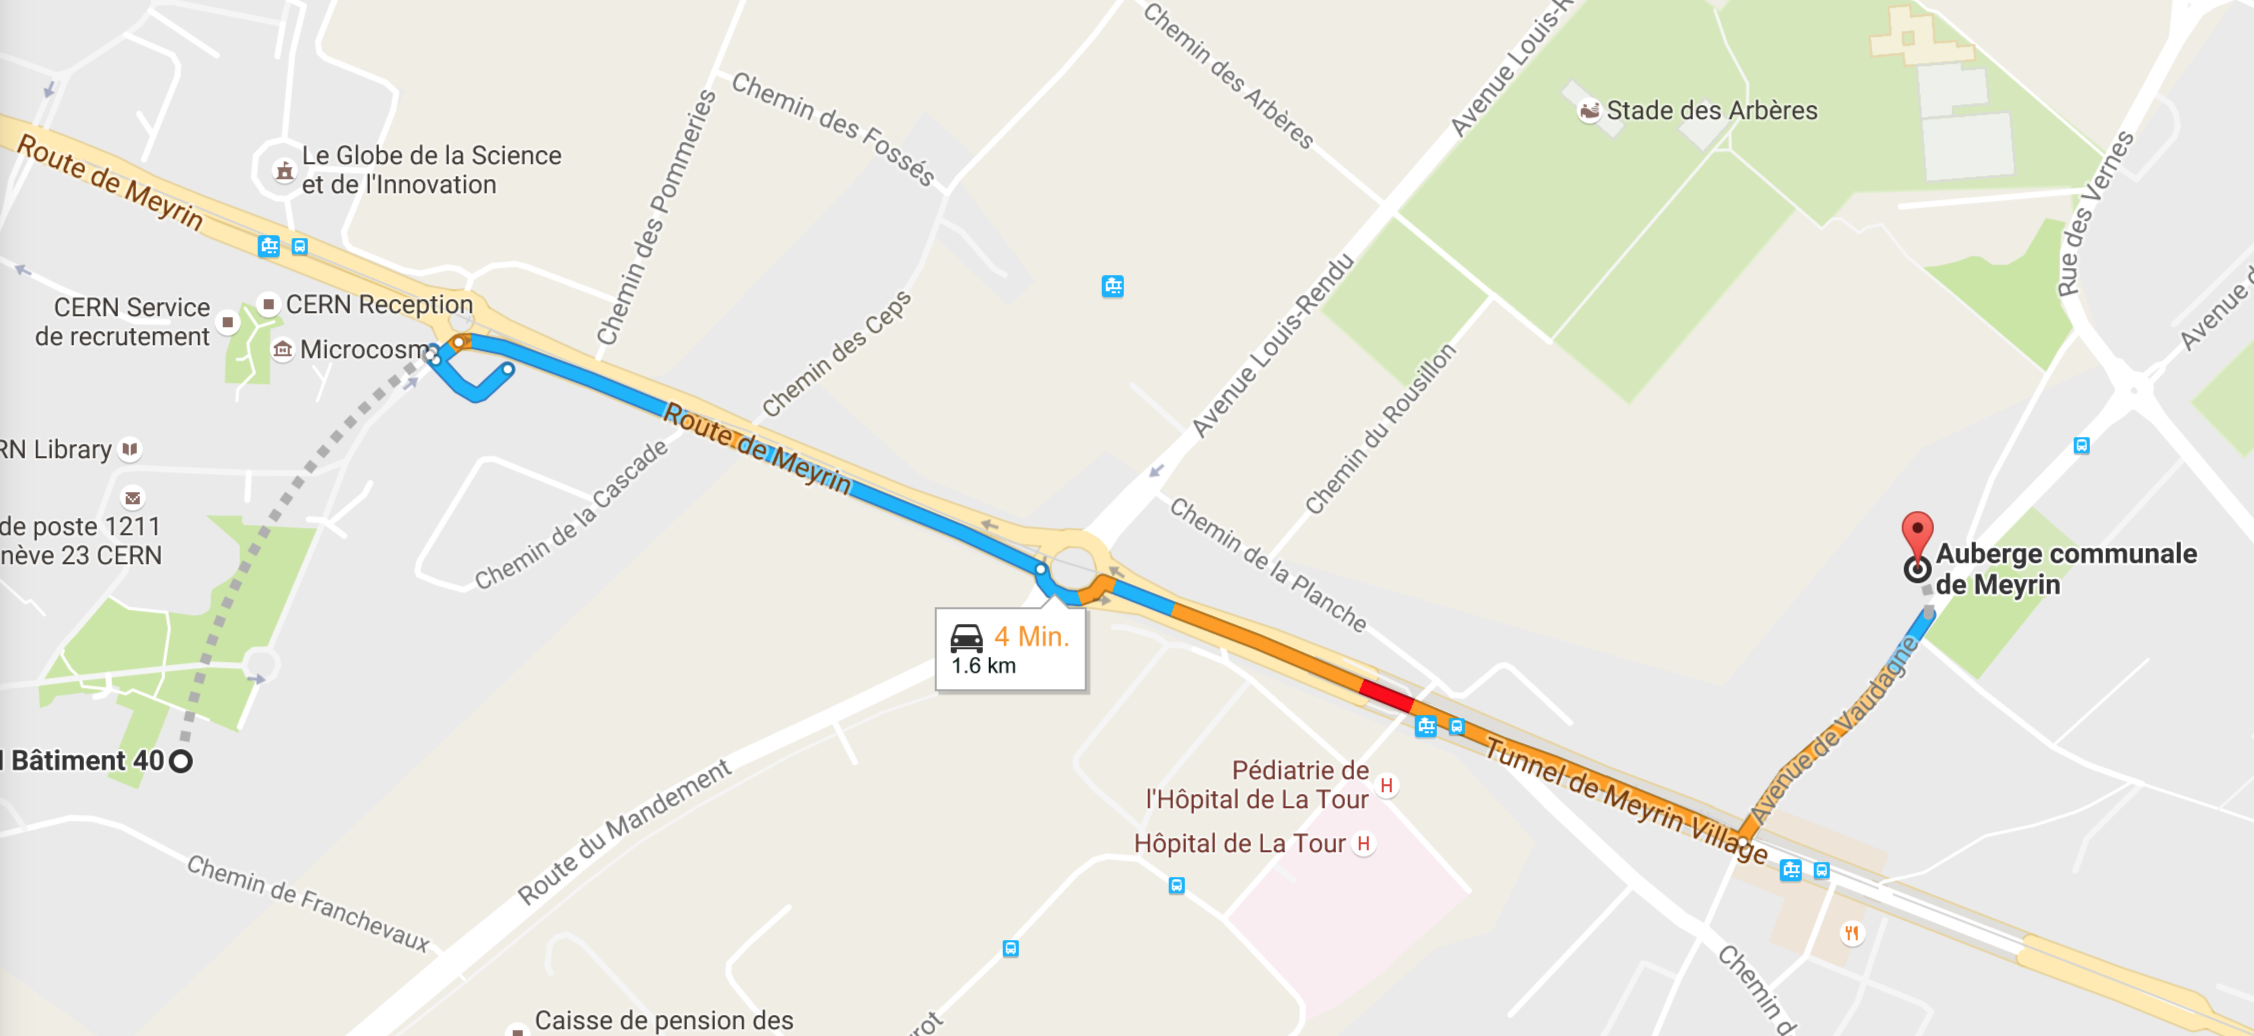 Chemin des Arbères
Avenue Louis-R
Stade des Arbères
Chemin des Fossés
Le Globe de la Science
et de l'Innovation
Route de Meyrin
Chemin des Pommeries
Rue des Vernes
Avenue d
CERN Service
de recrutement
CERN Reception
Microcosm
Chemin des Ceps
Avenue Louis-Rendu
Chemin du Rousillon
Route de Meyrin
RN Library
de poste 1211
nève 23 CERN
Chemin de la Cascade
Chemin de la Planche
Auberge communale
de Meyrin
4 Min.
1.6 km
Avenue de Vaudagne
Bâtiment 40
Tunnel de Meyrin Village
Pédiatrie de
l'Hôpital de La Tour
H
Hôpital de La Tour
H
Route du Mandement
Chemin de Franchevaux
Chemin d
Caisse de pension des
rot